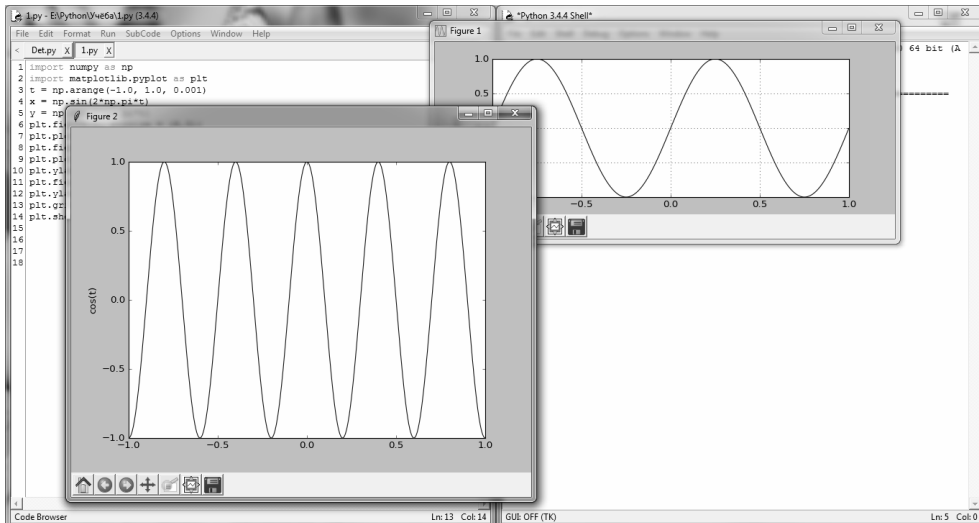 1.py - E:\Python\Учёба\1.py (3.4.4)
File Edit Format Run SubCode Options Window Help
< Det.py X 1.py X
1 import numpy as np
2 import matplotlib.pyplot as plt
3 t = np.arange(-1.0, 1.0, 0.001)
4 x = np.sin(2*np.pi*t)
5 y = np
6 plt.fi
7 plt.pl
8 plt.fi
9 plt.pl
10 plt.yl
11 plt.fi
12 plt.yl
13 plt.gr
14 plt.sh
15
16
17
18
Code Browser Ln: 13 Col: 14
*Python 3.4.4 Shell*
64 bit (A
==========
GUI: OFF (TK) Ln: 5 Col: 0
Figure 1
1.0
0.5
−0.5 0.0 0.5 1.0
Figure 2
1.0
0.5
0.0
−0.5
−1.0
cos(t)
−1.0 −0.5 0.0 0.5 1.0